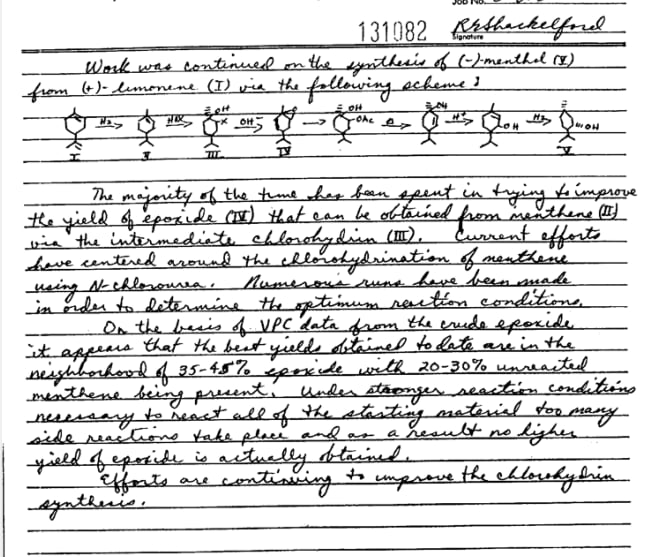 JOB NO.
131082 R R Shackelford
Signature
Work was continued on the synthesis of (-)-menthol (V)
from (+)-limonene (I) via the following scheme:
H₂ HOX OH X OH⁻ OH OAc Δ OH H⁺ OH H₂ OH
I II III IV V
The majority of the time has been spent in trying to improve
the yield of epoxide (IV) that can be obtained from menthene (II)
via the intermediate chlorohydrin (III). Current efforts
have centered around the chlorohydrination of menthene
using N-chlorourea. Numerous runs have been made
in order to determine the optimum reaction conditions.
On the basis of VPC data from the crude epoxide
it appears that the best yields obtained to date are in the
neighborhood of 35-45% epoxide with 20-30% unreacted
menthene being present. Under stronger reaction conditions
necessary to react all of the starting material too many
side reactions take place and as a result no higher
yield of epoxide is actually obtained.
Efforts are continuing to improve the chlorohydrin
synthesis.